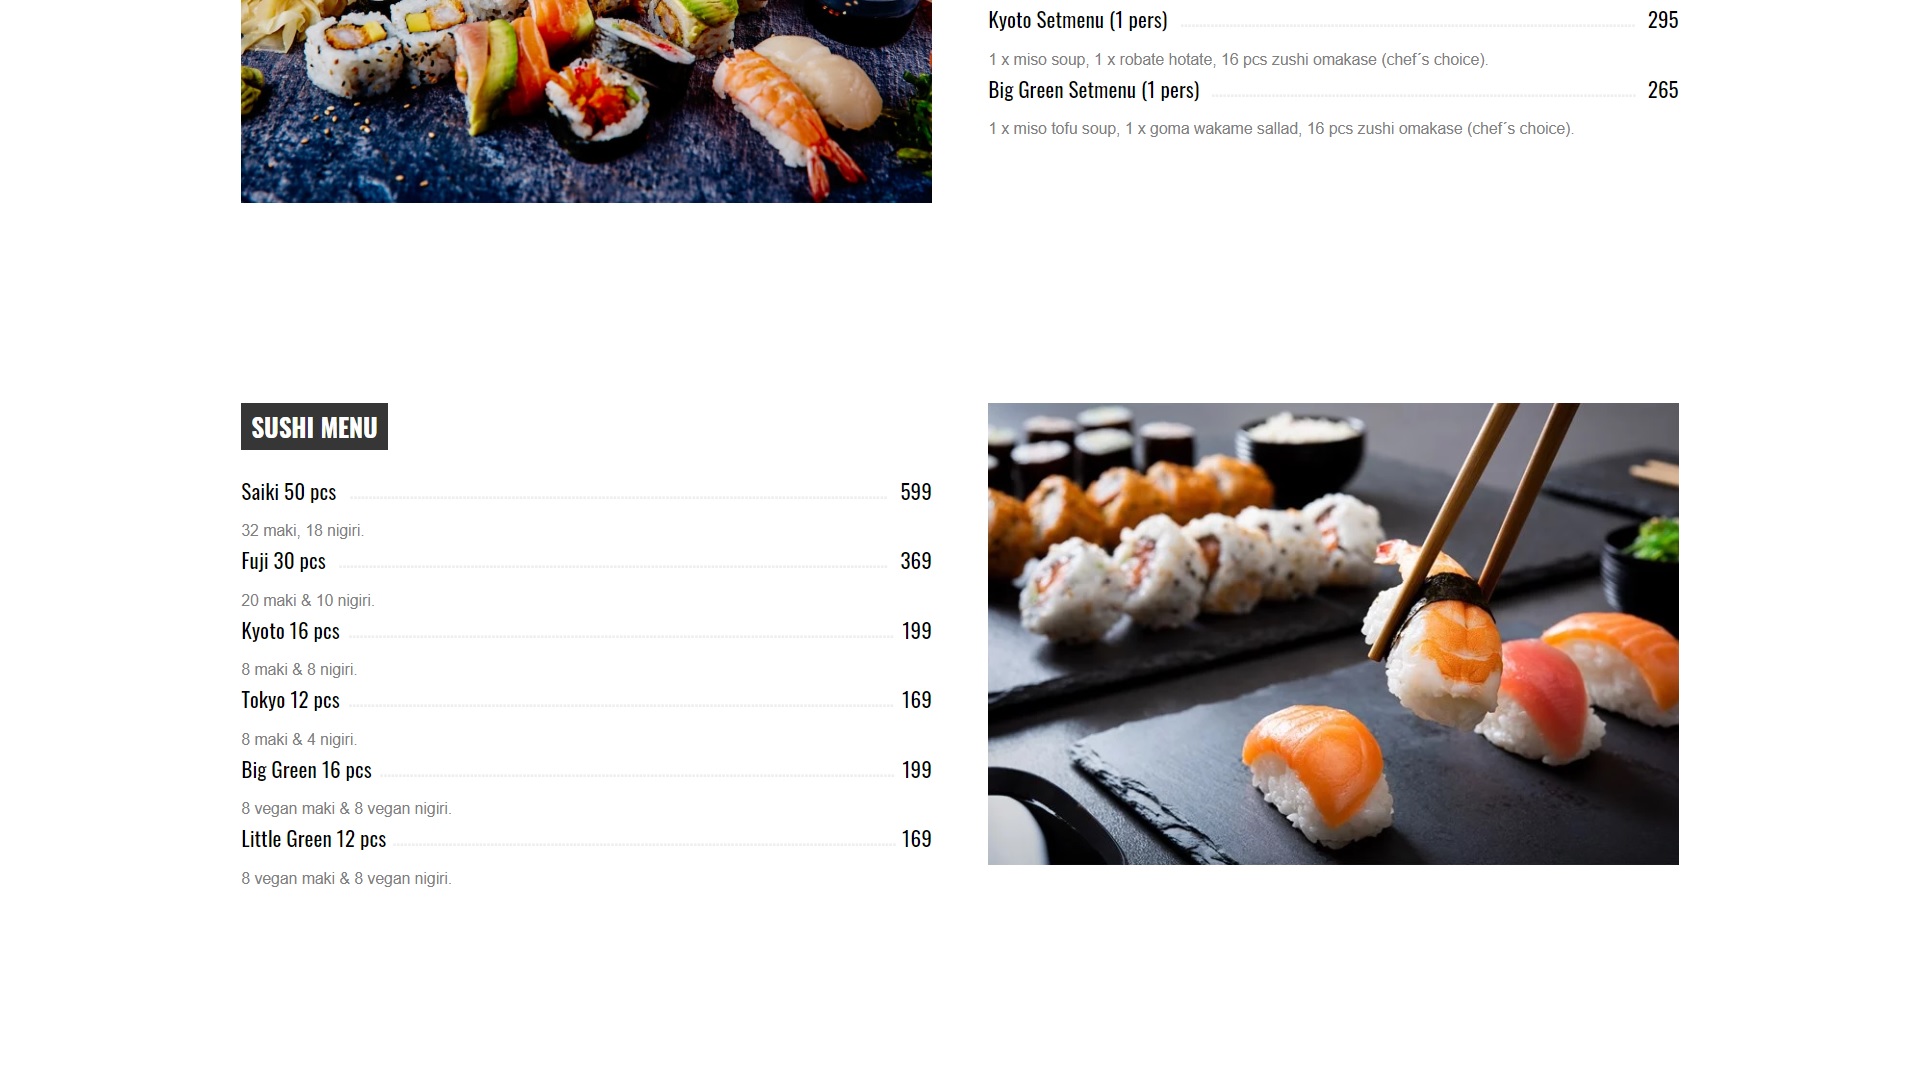 Kyoto Setmenu (1 pers) 295
1 x miso soup, 1 x robate hotate, 16 pcs zushi omakase (chef´s choice).
Big Green Setmenu (1 pers) 265
1 x miso tofu soup, 1 x goma wakame sallad, 16 pcs zushi omakase (chef´s choice).
SUSHI MENU
Saiki 50 pcs 599
32 maki, 18 nigiri.
Fuji 30 pcs 369
20 maki & 10 nigiri.
Kyoto 16 pcs 199
8 maki & 8 nigiri.
Tokyo 12 pcs 169
8 maki & 4 nigiri.
Big Green 16 pcs 199
8 vegan maki & 8 vegan nigiri.
Little Green 12 pcs 169
8 vegan maki & 8 vegan nigiri.